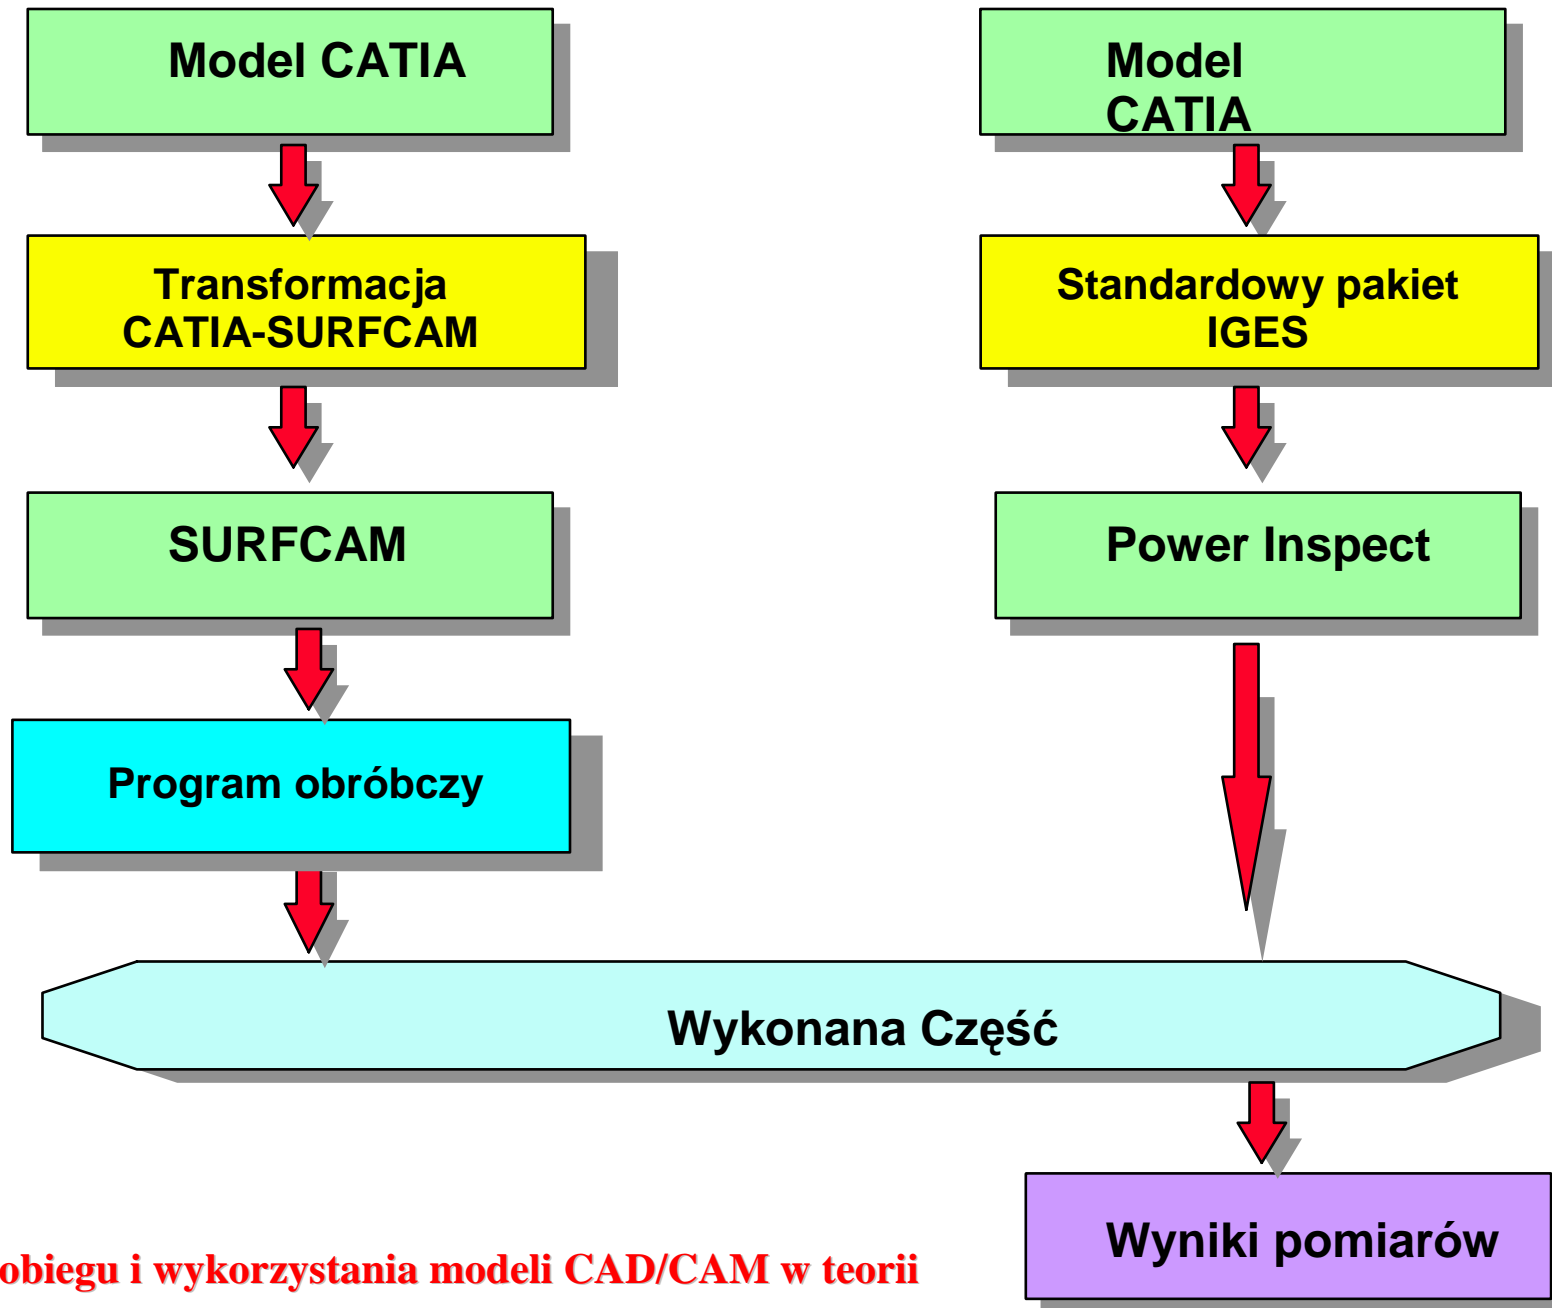 Model CATIA
Model
CATIA
Transformacja
CATIA-SURFCAM
Standardowy pakiet
IGES
SURFCAM
Power Inspect
Program obróbczy
Wykonana Część
Wyniki pomiarów
obiegu i wykorzystania modeli CAD/CAM w teorii